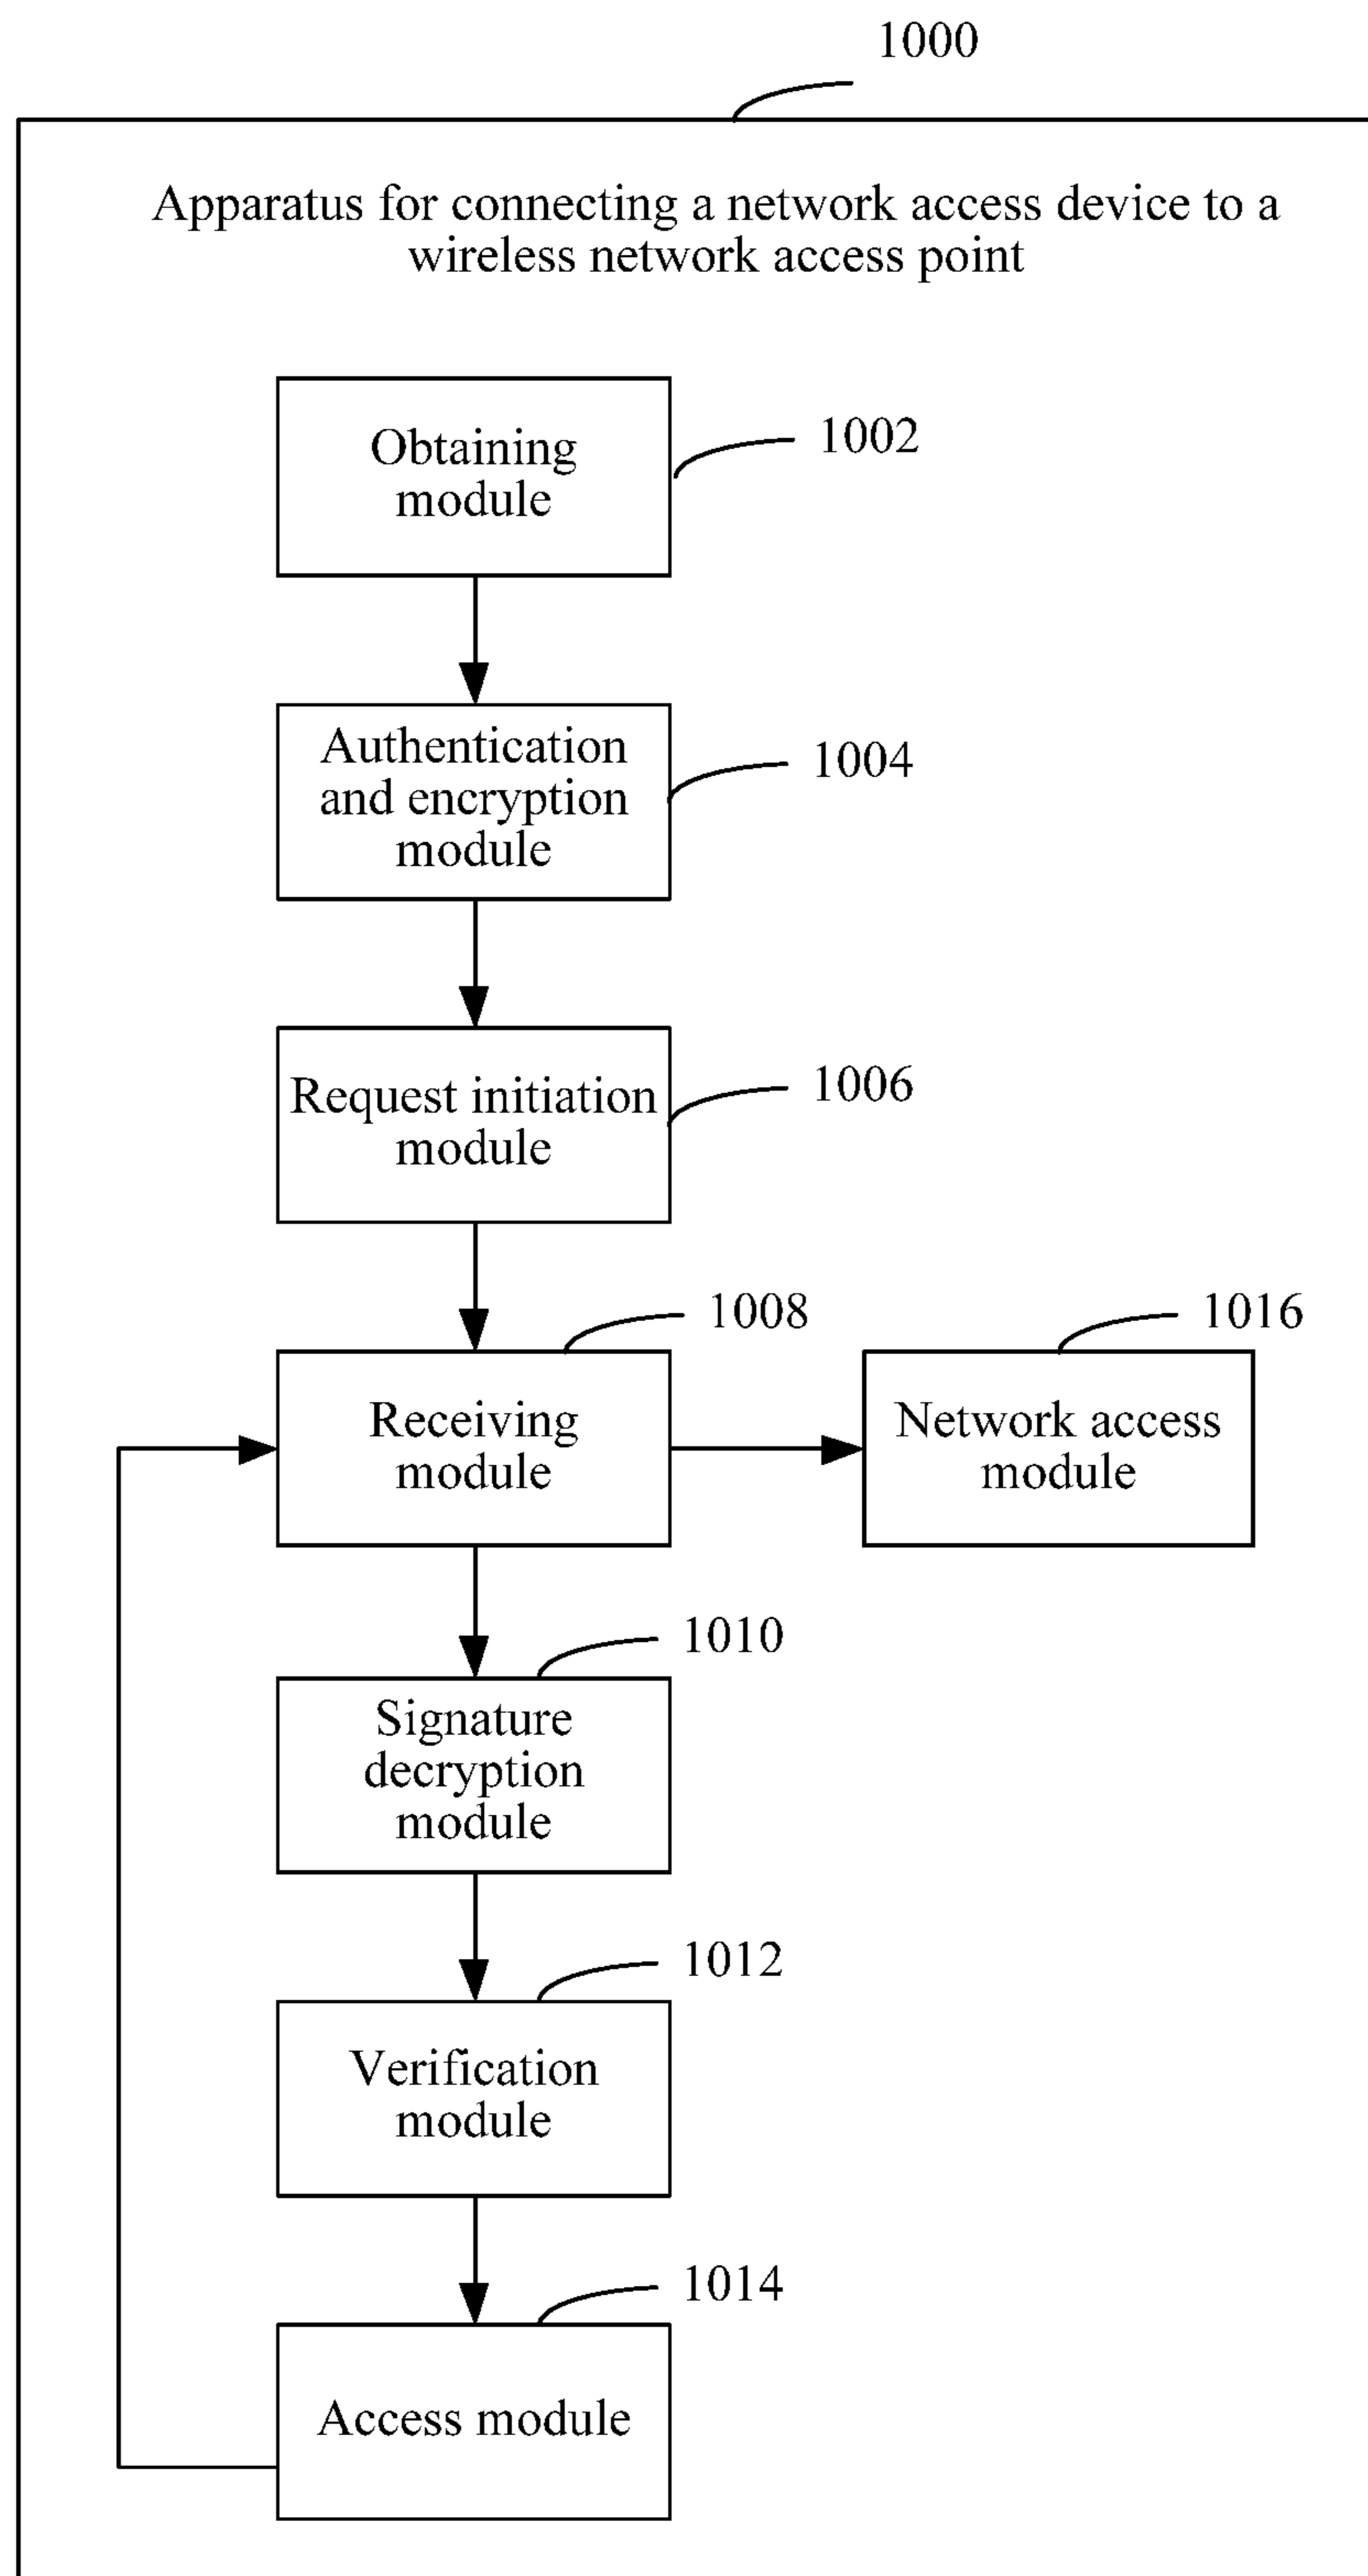 1000
Apparatus for connecting a network access device to a
wireless network access point
Obtaining
module
1002
Authentication
and encryption
module
1004
Request initiation
module
1006
1008
Receiving
module
1016
Network access
module
1010
Signature
decryption
module
1012
Verification
module
1014
Access module